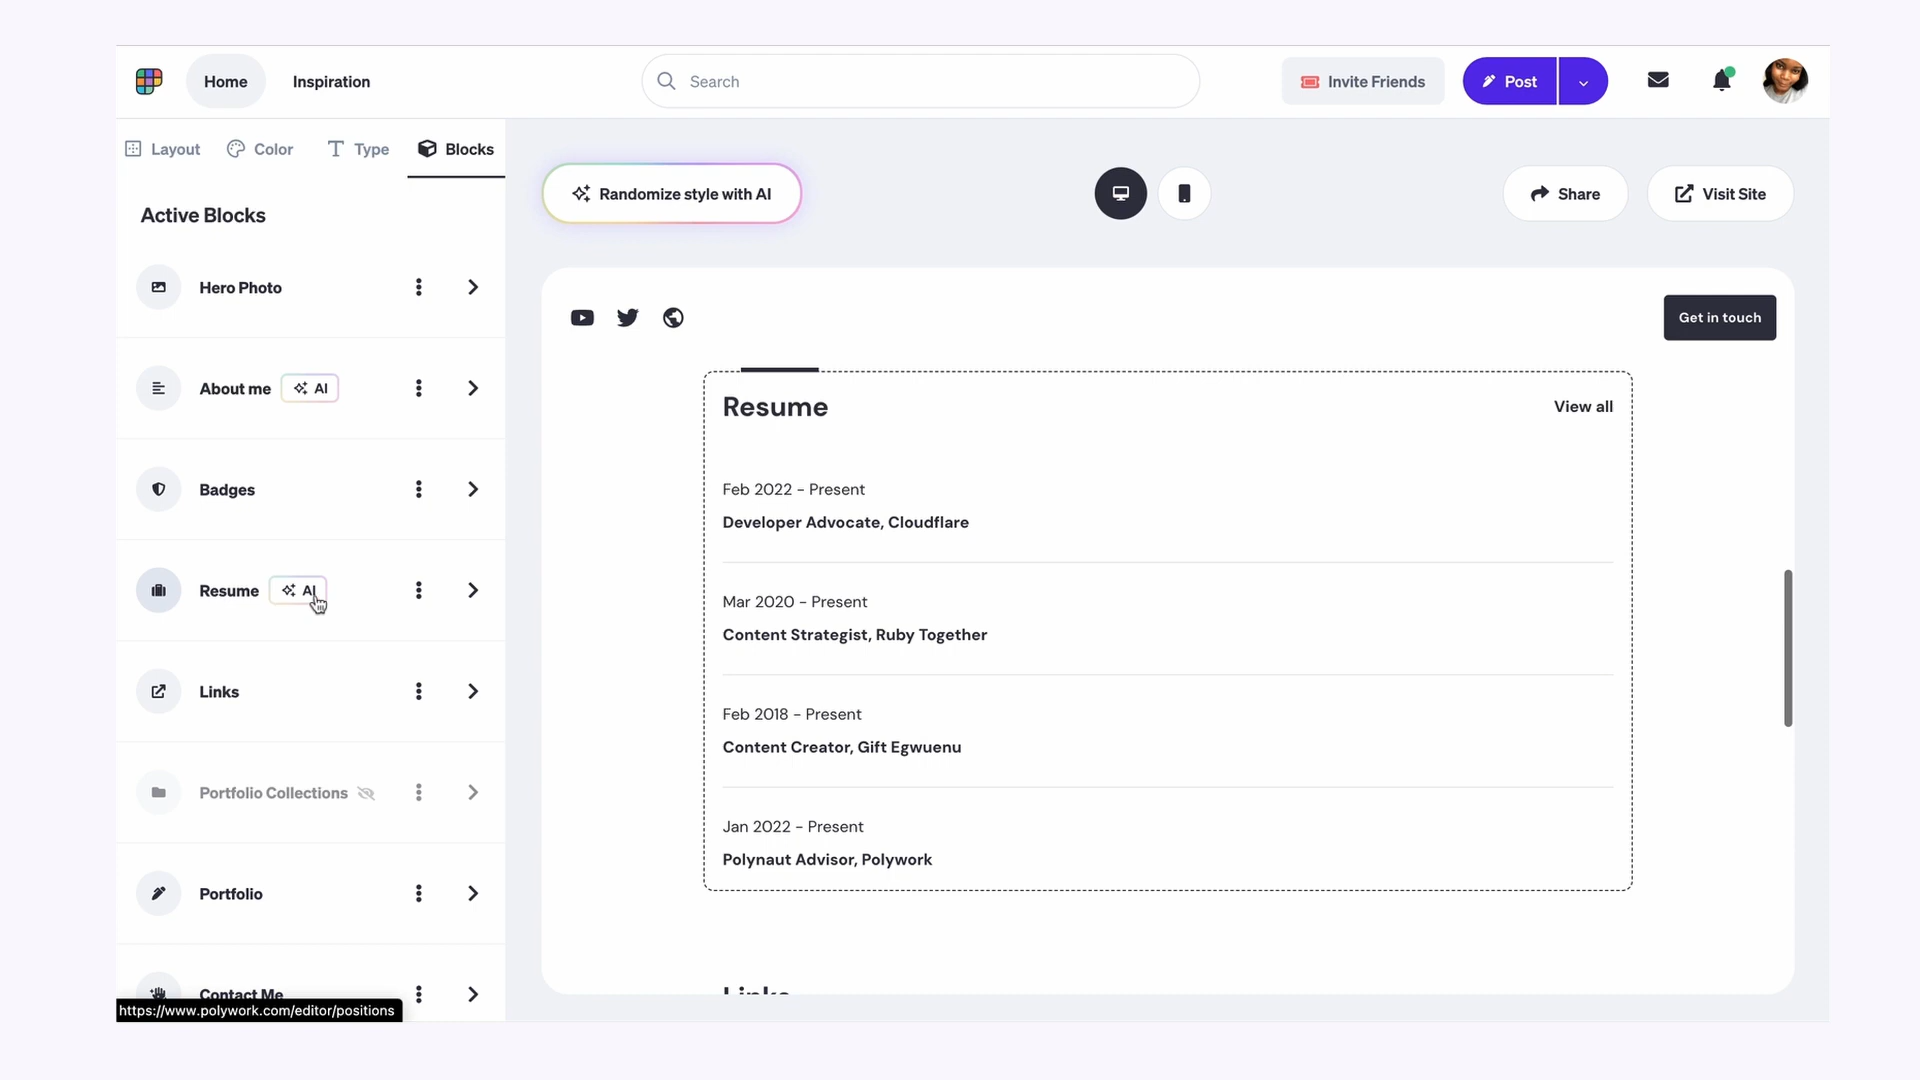 Home
Inspiration
Search
Invite Friends
Post
Layout
Color
Type
Blocks
Active Blocks
Hero Photo
About me
AI
Badges
Resume
AI
Links
Portfolio Collections
Portfolio
Contact Me
https://www.polywork.com/editor/positions
Randomize style with AI
Share
Visit Site
Get in touch
Resume
View all
Feb 2022 - Present
Developer Advocate, Cloudflare
Mar 2020 - Present
Content Strategist, Ruby Together
Feb 2018 - Present
Content Creator, Gift Egwuenu
Jan 2022 - Present
Polynaut Advisor, Polywork
Links